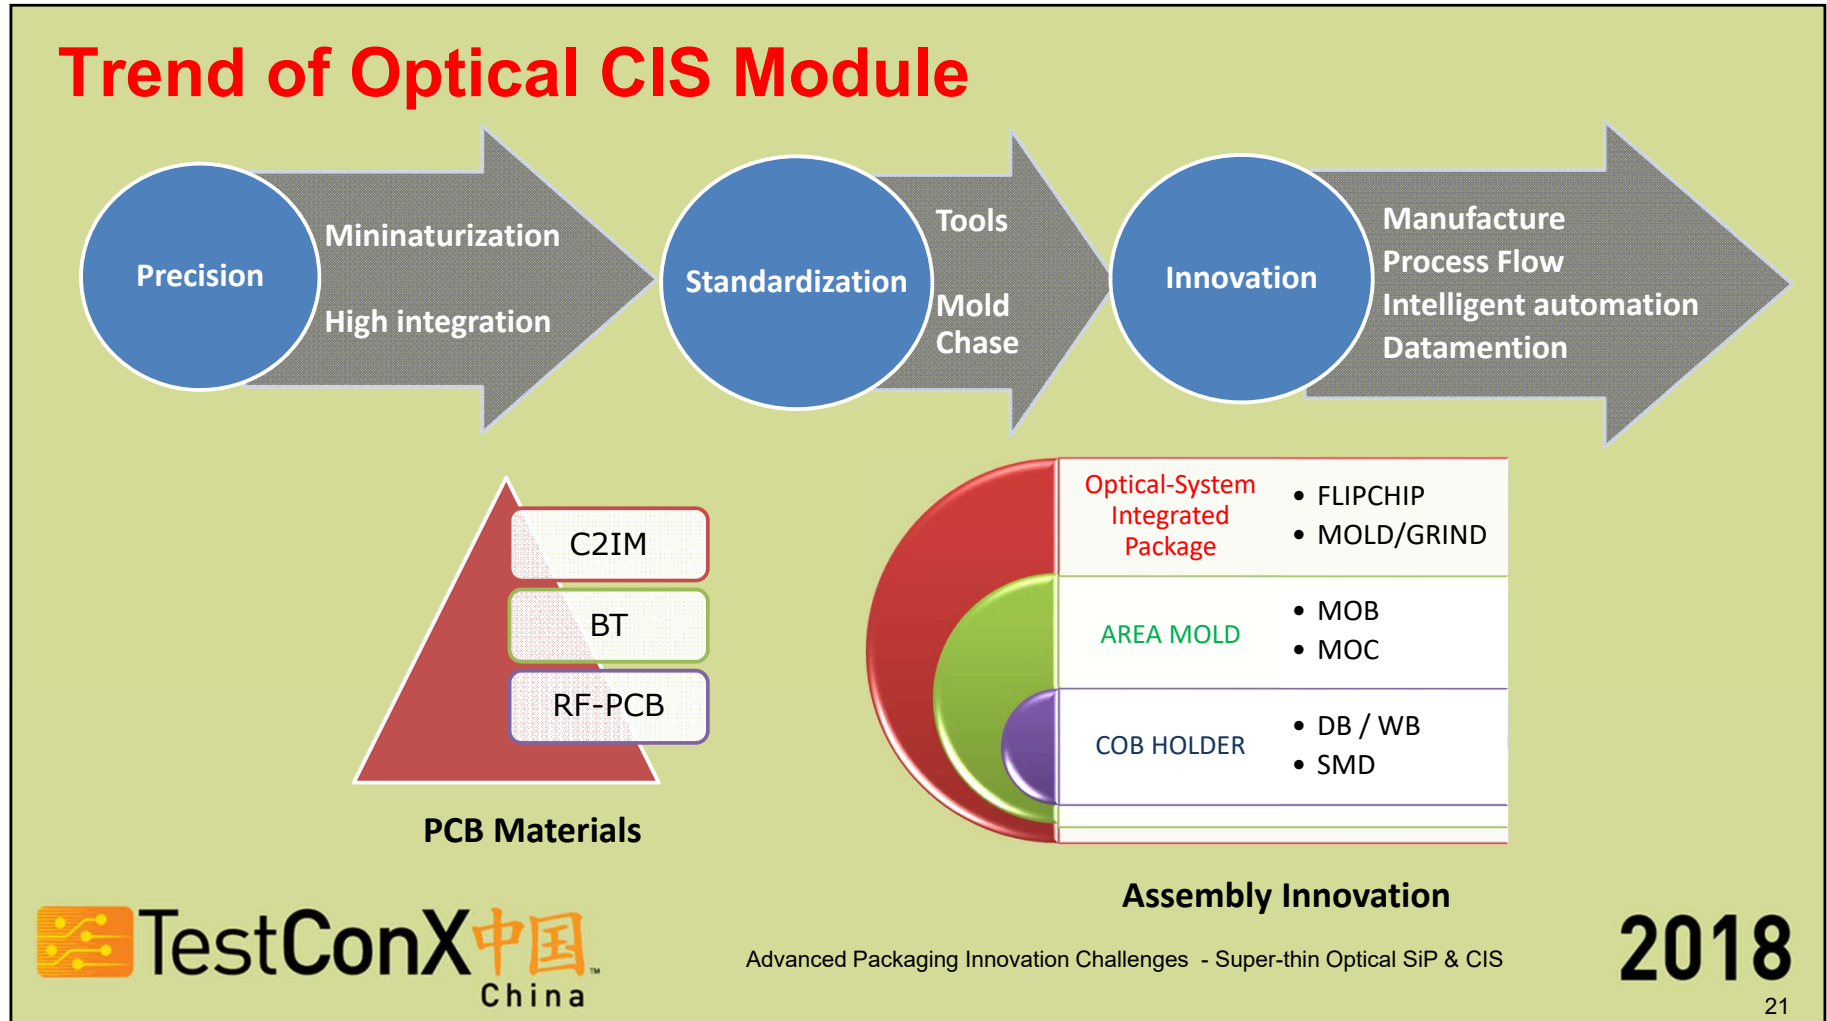 Trend of Optical CIS Module
Precision
Mininaturization
High integration
Standardization
Tools
Mold
Chase
Innovation
Manufacture
Process Flow
Intelligent automation
Datamention
C2IM
BT
RF-PCB
PCB Materials
Optical-System
Integrated
Package
• FLIPCHIP
• MOLD/GRIND
AREA MOLD
• MOB
• MOC
COB HOLDER
• DB / WB
• SMD
Assembly Innovation
TestConX中国™
China
Advanced Packaging Innovation Challenges - Super-thin Optical SiP & CIS
2018
21